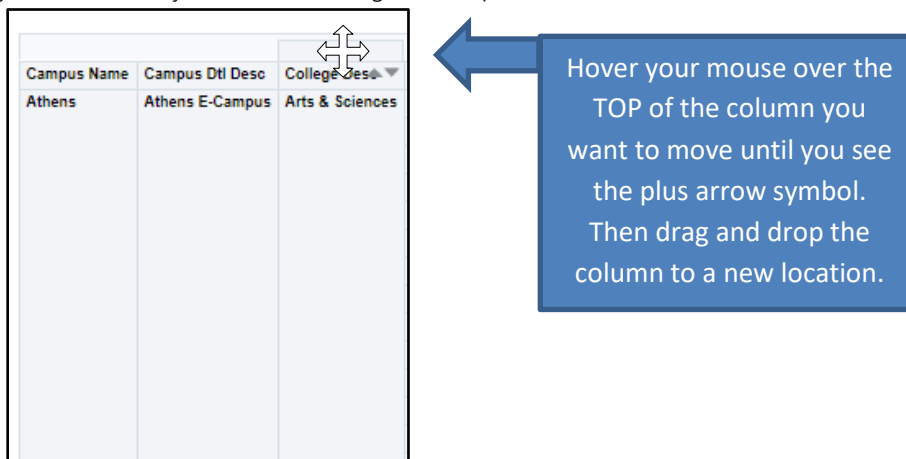 Campus Name Campus Dtl Desc College Desc
Athens Athens E-Campus Arts & Sciences
Hover your mouse over the
TOP of the column you
want to move until you see
the plus arrow symbol.
Then drag and drop the
column to a new location.